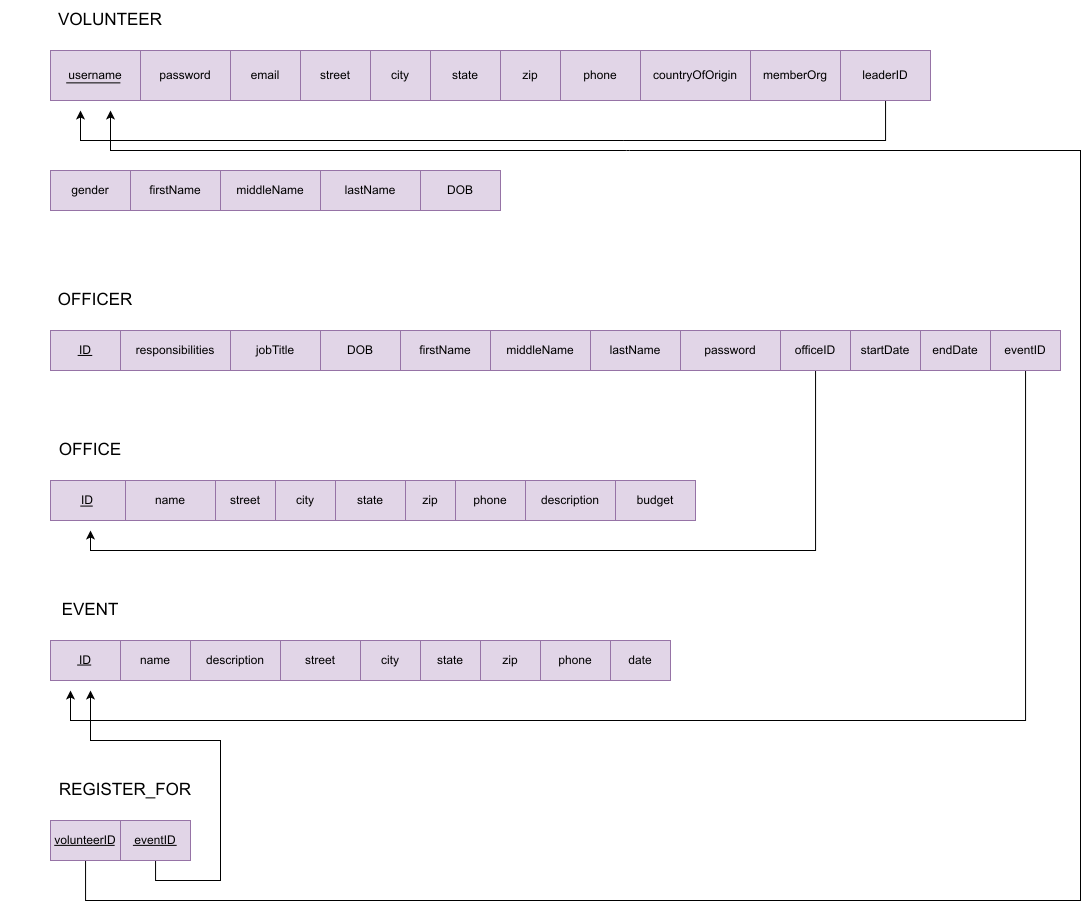 VOLUNTEER
username password email street city state zip phone countryOfOrigin memberOrg leaderID
gender firstName middleName lastName DOB
OFFICER
ID responsibilities jobTitle DOB firstName middleName lastName password officeID startDate endDate eventID
OFFICE
ID name street city state zip phone description budget
EVENT
ID name description street city state zip phone date
REGISTER_FOR
volunteerID eventID